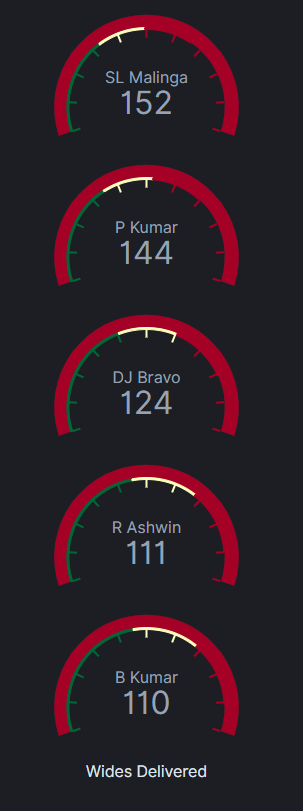 SL Malinga
152
P Kumar
144
DJ Bravo
124
R Ashwin
111
B Kumar
110
Wides Delivered